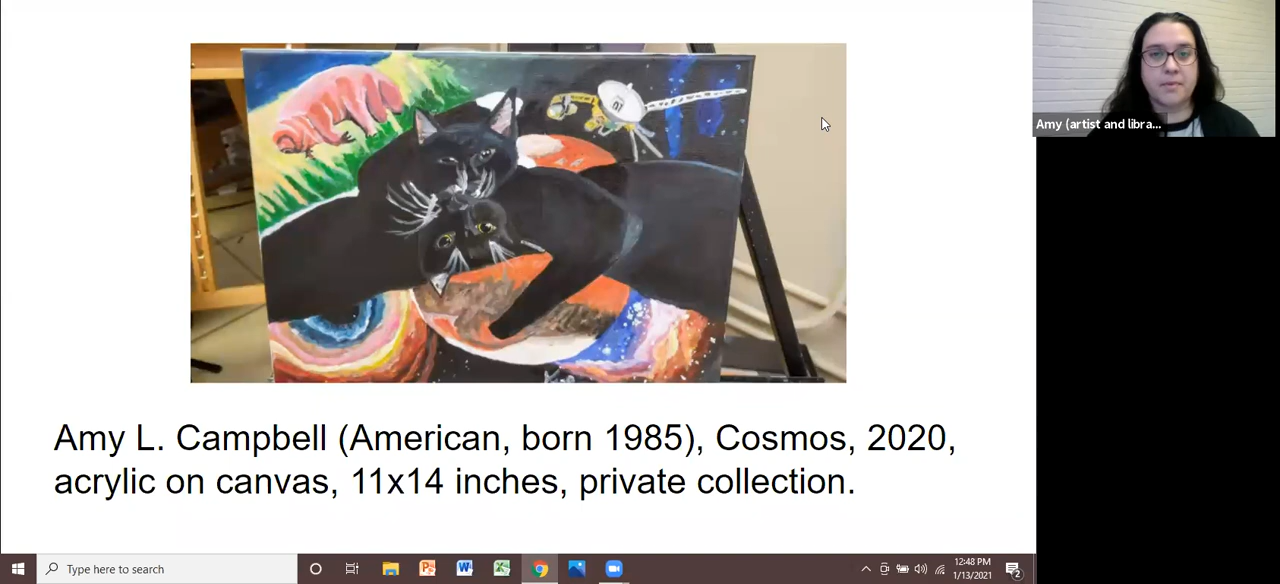 Amy (artist and libra...
Amy L. Campbell (American, born 1985), Cosmos, 2020,
acrylic on canvas, 11x14 inches, private collection.
Type here to search
12:48 PM
1/13/2021
2